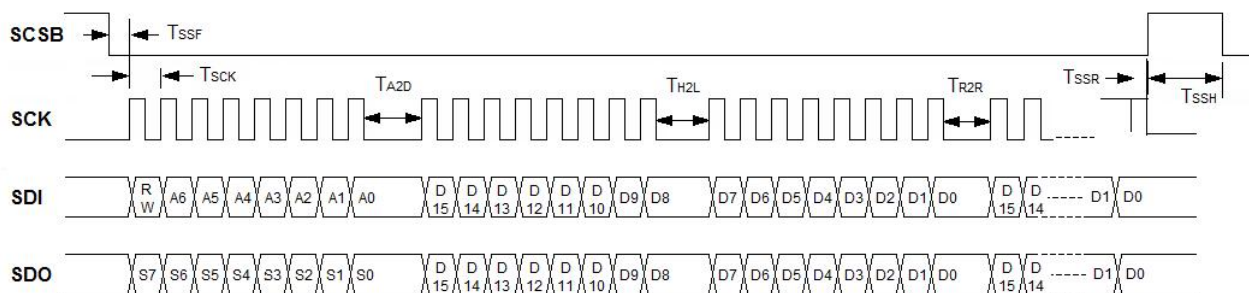 SCSB TSSF
TSCK TA2D TH2L TR2R TSSR TSSH
SCK
SDI R W A6 A5 A4 A3 A2 A1 A0 D 15 D 14 D 13 D 12 D 11 D 10 D9 D8 D7 D6 D5 D4 D3 D2 D1 D0 D 15 D 14 D1 D0
SDO S7 S6 S5 S4 S3 S2 S1 S0 D 15 D 14 D 13 D 12 D 11 D 10 D9 D8 D7 D6 D5 D4 D3 D2 D1 D0 D 15 D 14 D1 D0